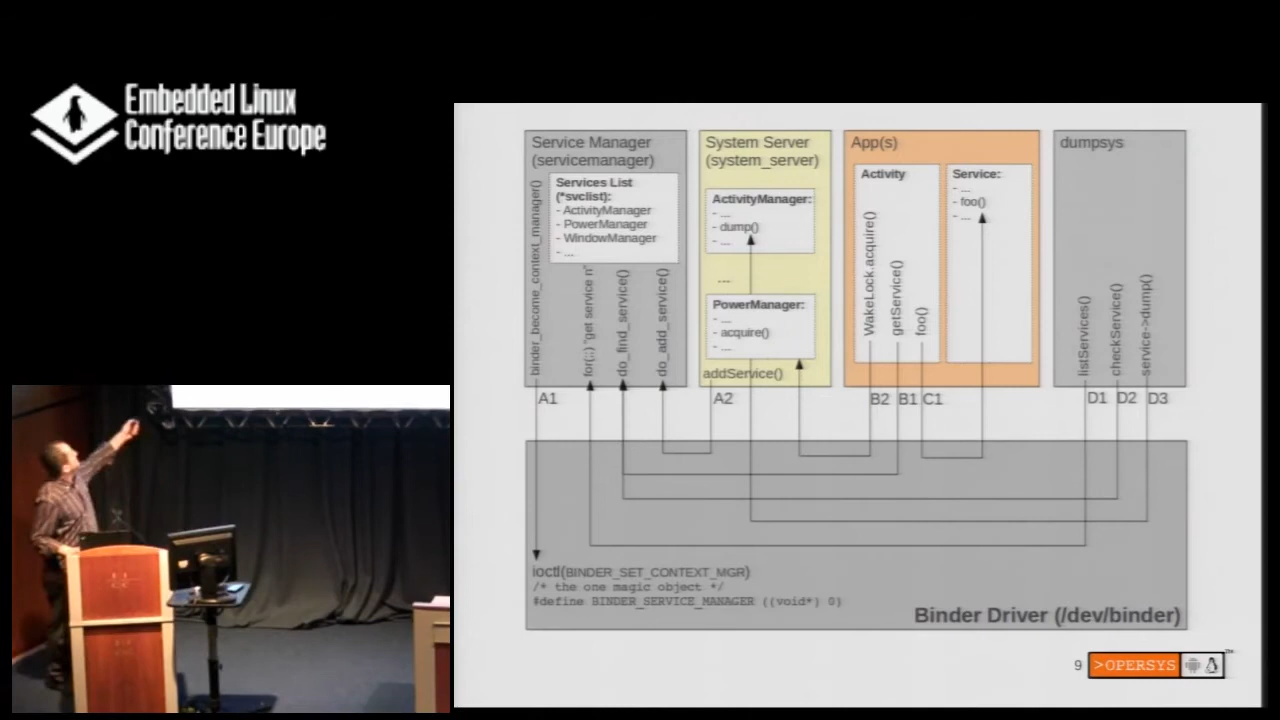 Embedded Linux
Conference Europe
Service Manager
(servicemanager)
binder_become_context_manager()
Services List
(*svclist):
- ActivityManager
- PowerManager
- WindowManager
- ...
for(;;) "get service n"
do_find_service()
do_add_service()
System Server
(system_server)
ActivityManager:
- ...
- dump()
- ...
...
PowerManager:
- ...
- acquire()
- ...
addService()
App(s)
Activity
WakeLock.acquire()
getService()
foo()
Service:
- ...
- foo()
- ...
dumpsys
listServices()
checkService()
service->dump()
A1
A2
B2
B1
C1
D1
D2
D3
ioctl(BINDER_SET_CONTEXT_MGR)
/* the one magic object */
#define BINDER_SERVICE_MANAGER ((void*) 0)
Binder Driver (/dev/binder)
9
>OPERSYS
TM